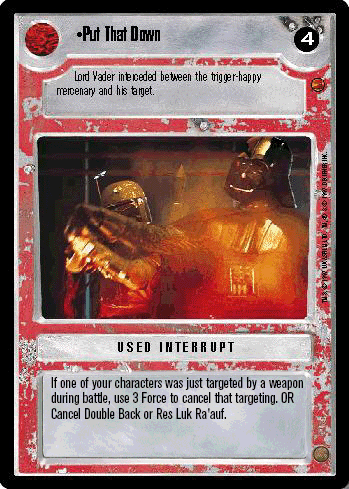 •Put That Down
4
Lord Vader interceded between the trigger-happy
mercenary and his target.
USED INTERRUPT
If one of your characters was just targeted by a weapon
during battle, use 3 Force to cancel that targeting. OR
Cancel Double Back or Res Luk Ra'auf.